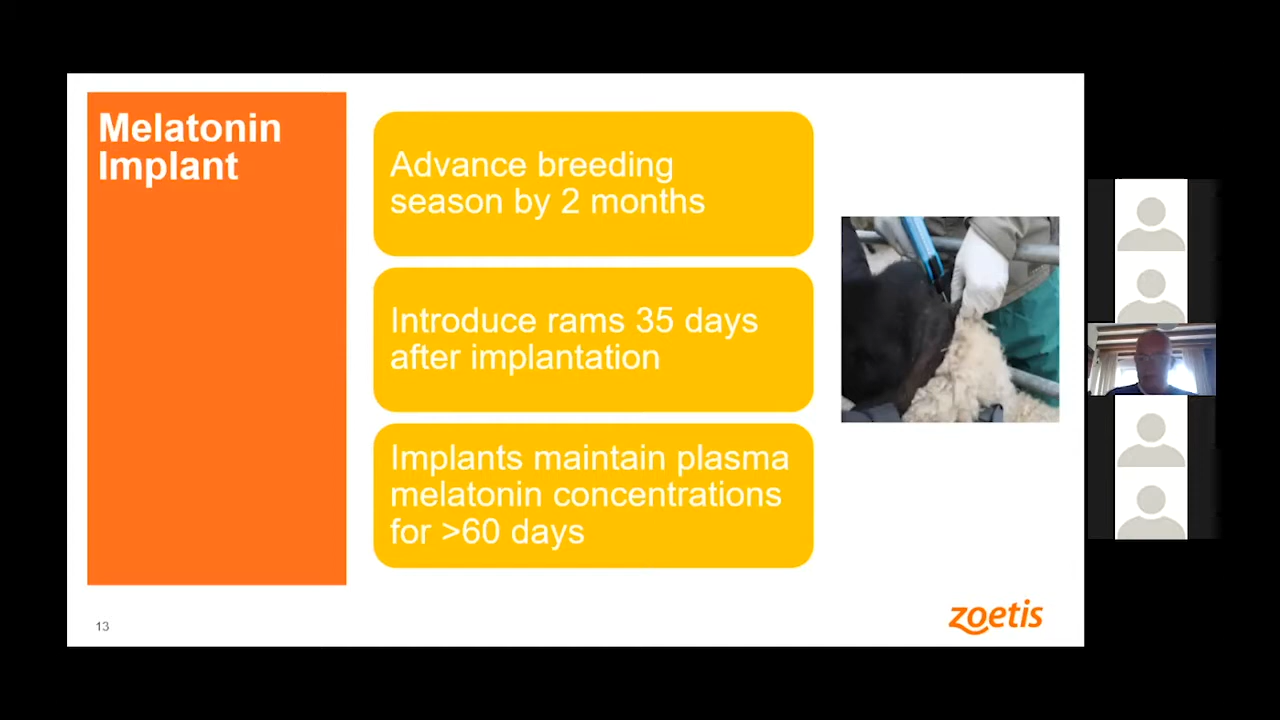 Melatonin
Implant
Advance breeding
season by 2 months
Introduce rams 35 days
after implantation
Implants maintain plasma
melatonin concentrations
for >60 days
13
zoetis